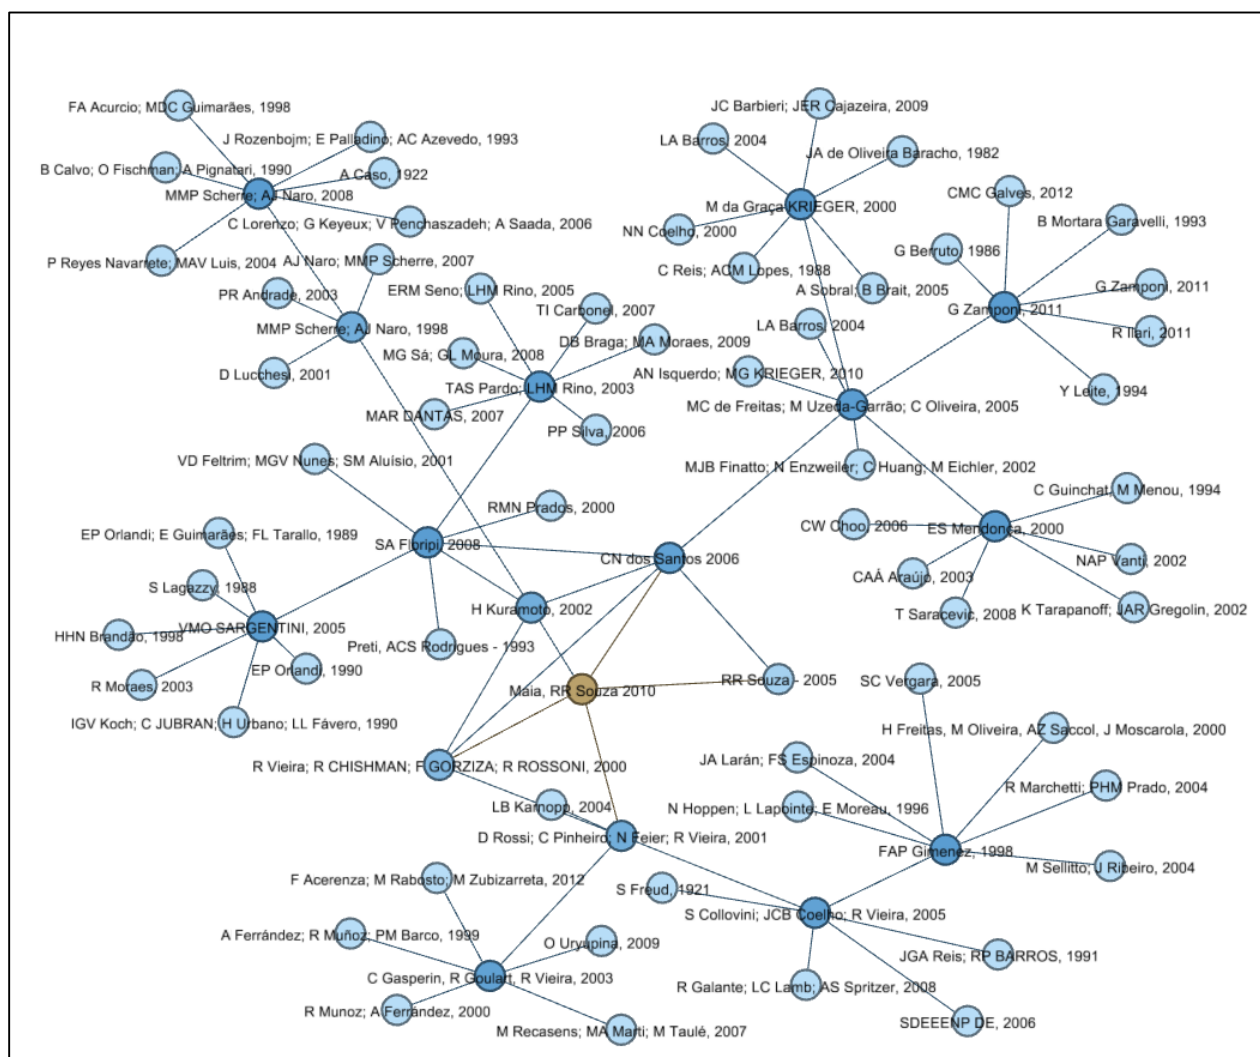 FA Acurcio; MDC Guimarães, 1998
JC Barbieri; JER Cajazeira, 2009
J Rozenbojm; E Palladino; AC Azevedo, 1993
LA Barros, 2004
JA de Oliveira Baracho, 1982
B Calvo; O Fischman; A Pignatari, 1990
A Caso, 1922
MMP Scherre; AJ Naro, 2008
CMC Galves, 2012
M da Graça KRIEGER, 2000
C Lorenzo; G Keyeux; V Penchaszadeh; A Saada, 2006
B Mortara Garavelli, 1993
NN Coelho, 2000
G Berruto, 1986
P Reyes Navarrete; MAV Luis, 2004
AJ Naro; MMP Scherre, 2007
C Reis; ACM Lopes, 1988
A Sobral; B Brait, 2005
G Zamponi, 2011
ERM Seno; LHM Rino, 2005
PR Andrade, 2003
G Zamponi, 2011
TI Carbonel, 2007
LA Barros, 2004
MMP Scherre; AJ Naro, 1998
R Ilari, 2011
DB Braga; MA Moraes, 2009
MG Sá; GL Moura, 2008
D Lucchesi, 2001
AN Isquerdo; MG KRIEGER, 2010
TAS Pardo; LHM Rino, 2003
Y Leite, 1994
MC de Freitas; M Uzeda-Garrão; C Oliveira, 2005
MAR DANTAS, 2007
PP Silva, 2006
VD Feltrim; MGV Nunes; SM Aluísio, 2001
MJB Finatto; N Enzweiler; C Huang; M Eichler, 2002
C Guinchat; M Menou, 1994
RMN Prados, 2000
CW Choo, 2006
ES Mendonça, 2000
EP Orlandi; E Guimarães; FL Tarallo, 1989
SA Floripi, 2008
CN dos Santos 2006
NAP Vanti, 2002
CAÁ Araújo, 2003
S Lagazzy, 1988
H Kuramoto, 2002
T Saracevic, 2008
K Tarapanoff; JAR Gregolin, 2002
VMO SARGENTINI, 2005
HHN Brandão, 1998
Preti, ACS Rodrigues - 1993
EP Orlandi, 1990
R Moraes, 2003
Maia, RR Souza 2010
RR Souza - 2005
SC Vergara, 2005
IGV Koch; C JUBRAN; H Urbano; LL Fávero, 1990
H Freitas, M Oliveira, AZ Saccol, J Moscarola, 2000
JA Larán; FS Espinoza, 2004
R Vieira; R CHISHMAN; F GORZIZA; R ROSSONI, 2000
R Marchetti; PHM Prado, 2004
LB Karnopp, 2004
N Hoppen; L Lapointe; E Moreau, 1996
D Rossi; C Pinheiro; N Feier; R Vieira, 2001
FAP Gimenez, 1998
M Sellitto; J Ribeiro, 2004
F Acerenza; M Rabosto; M Zubizarreta, 2012
S Freud, 1921
S Collovini; JCB Coelho; R Vieira, 2005
A Ferrández; R Muñoz; PM Barco, 1999
O Uryupina, 2009
JGA Reis; RP BARROS, 1991
C Gasperin, R Goulart, R Vieira, 2003
R Galante; LC Lamb; AS Spritzer, 2008
R Munoz; A Ferrández, 2000
SDEEENP DE, 2006
M Recasens; MA Marti; M Taulé, 2007